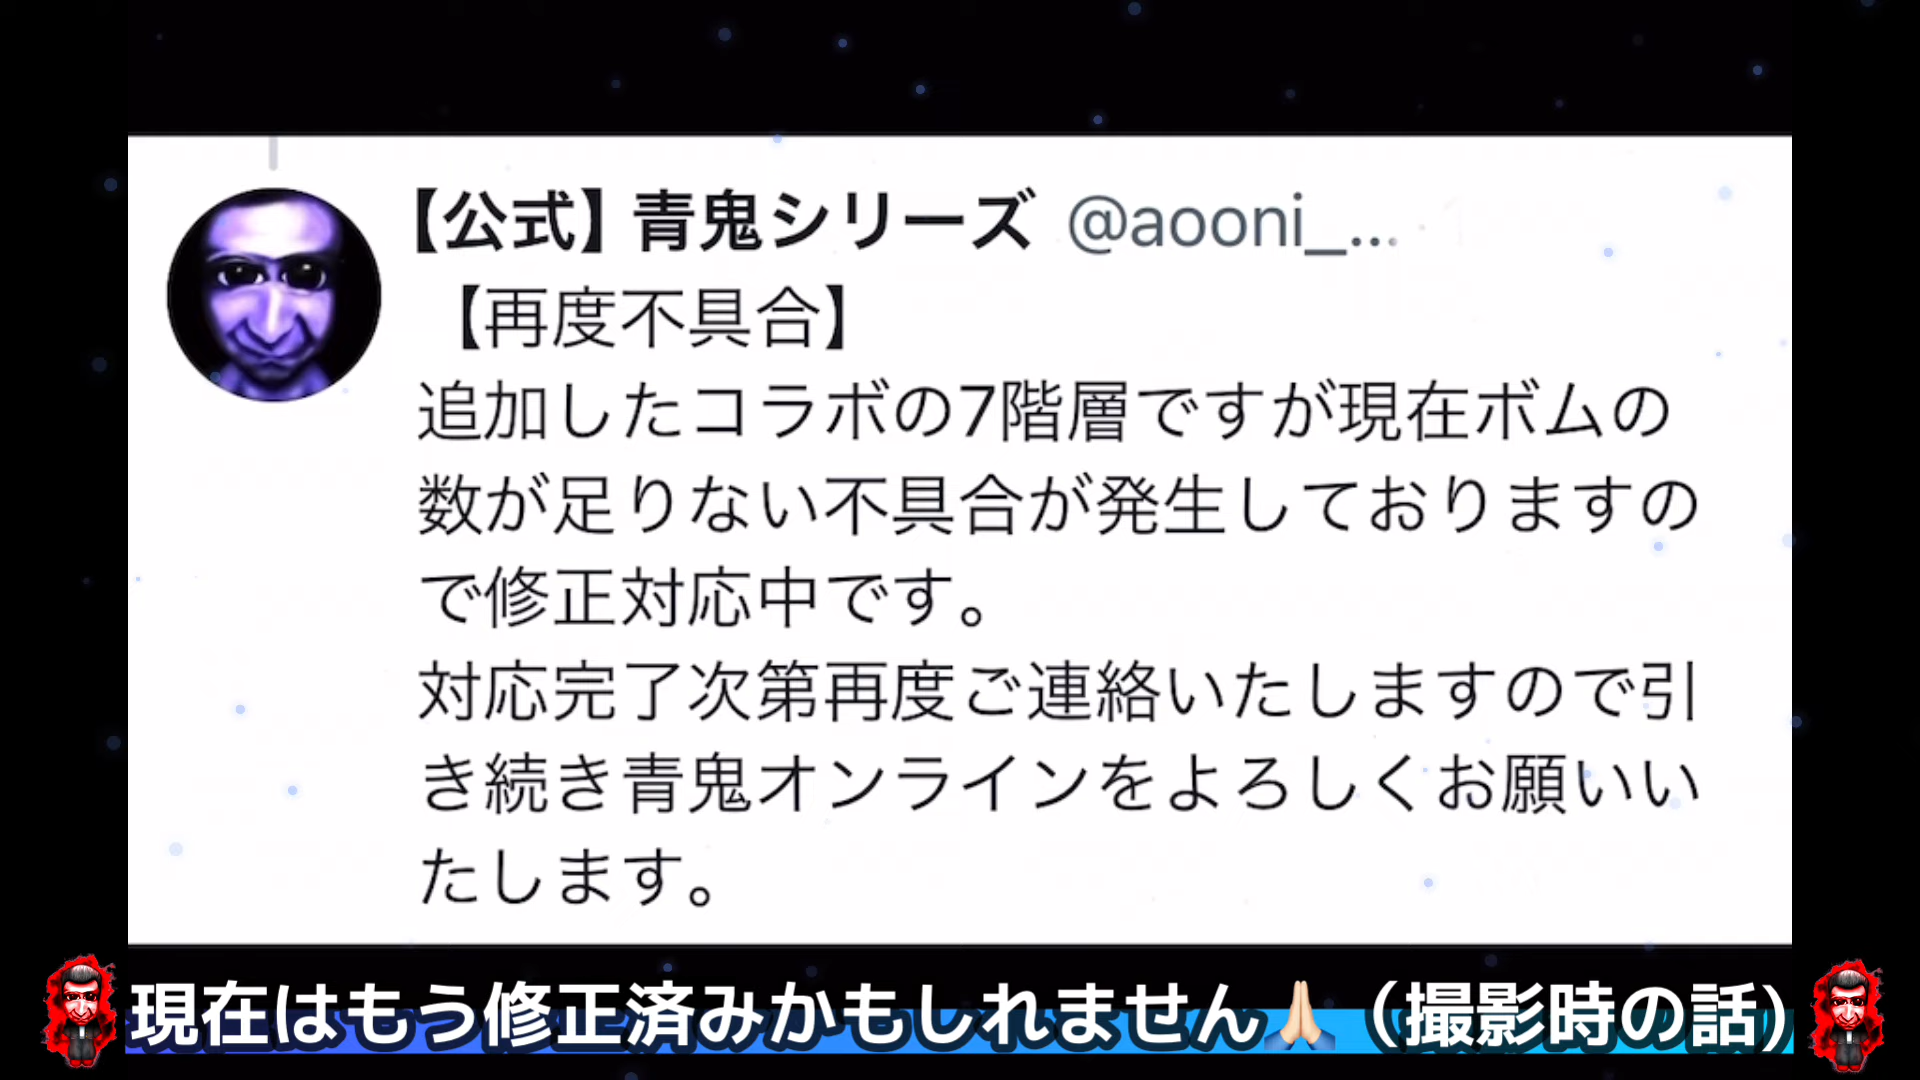 【公式】青鬼シリーズ @aooni_...
【再度不具合】
追加したコラボの7階層ですが現在ボムの
数が足りない不具合が発生しておりますの
で修正対応中です。
対応完了次第再度ご連絡いたしますので引
き続き青鬼オンラインをよろしくお願いい
たします。
現在はもう修正済みかもしれません🙏🏻（撮影時の話）